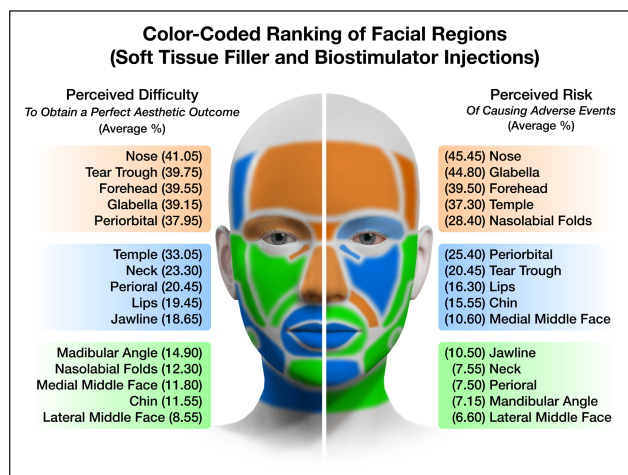 Color-Coded Ranking of Facial Regions
(Soft Tissue Filler and Biostimulator Injections)
Perceived Difficulty
To Obtain a Perfect Aesthetic Outcome
(Average %)
Nose (41.05)
Tear Trough (39.75)
Forehead (39.55)
Glabella (39.15)
Periorbital (37.95)
Temple (33.05)
Neck (23.30)
Perioral (20.45)
Lips (19.45)
Jawline (18.65)
Madibular Angle (14.90)
Nasolabial Folds (12.30)
Medial Middle Face (11.80)
Chin (11.55)
Lateral Middle Face (8.55)
Perceived Risk
Of Causing Adverse Events
(Average %)
(45.45) Nose
(44.80) Glabella
(39.50) Forehead
(37.30) Temple
(28.40) Nasolabial Folds
(25.40) Periorbital
(20.45) Tear Trough
(16.30) Lips
(15.55) Chin
(10.60) Medial Middle Face
(10.50) Jawline
(7.55) Neck
(7.50) Perioral
(7.15) Mandibular Angle
(6.60) Lateral Middle Face